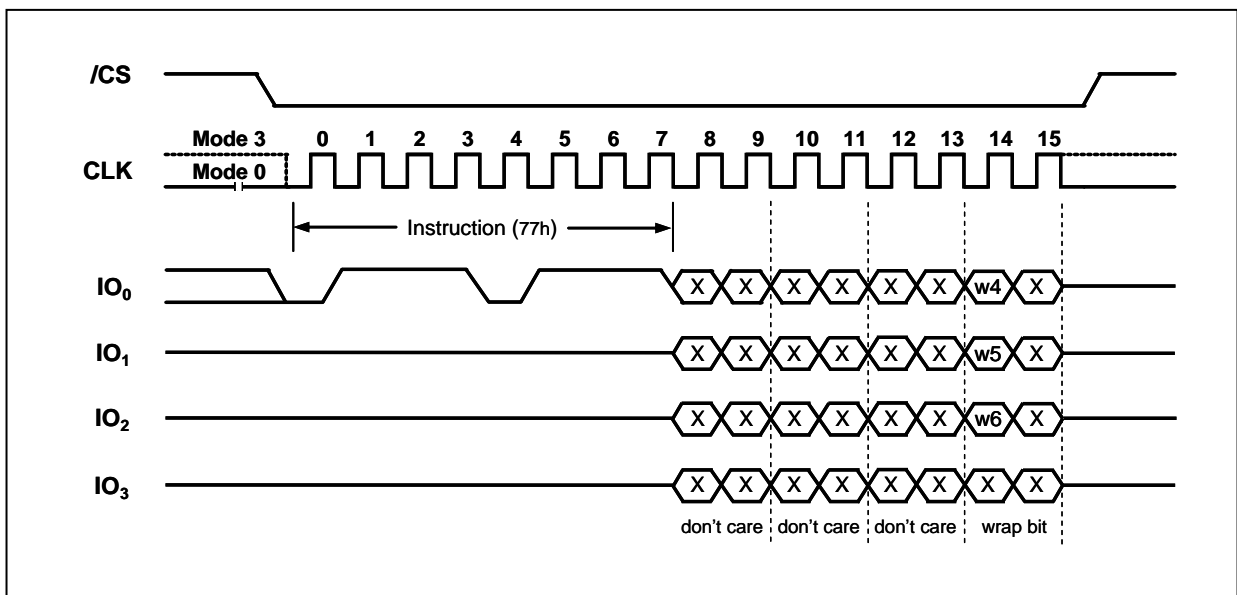 /CS
Mode 3 0 1 2 3 4 5 6 7 8 9 10 11 12 13 14 15
CLK Mode 0
Instruction (77h)
IO0 X X X X X X w4 X
IO1 X X X X X X w5 X
IO2 X X X X X X w6 X
IO3 X X X X X X X X
don't care don't care don't care wrap bit